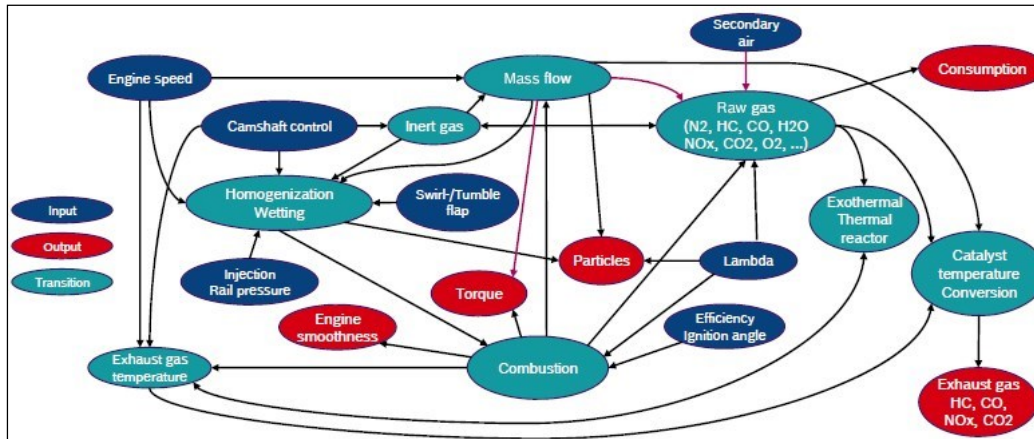 Secondary
air
Engine speed
Mass flow
Consumption
Raw gas
(N2, HC, CO, H2O
NOx, CO2, O2, ...)
Camshaft control
Inert gas
Homogenization
Wetting
Swirl-/Tumble
flap
Input
Output
Transition
Exothermal
Thermal
reactor
Injection
Rail pressure
Particles
Lambda
Catalyst
temperature
Conversion
Torque
Engine
smoothness
Efficiency
Ignition angle
Exhaust gas
temperature
Combustion
Exhaust gas
HC, CO,
NOx, CO2